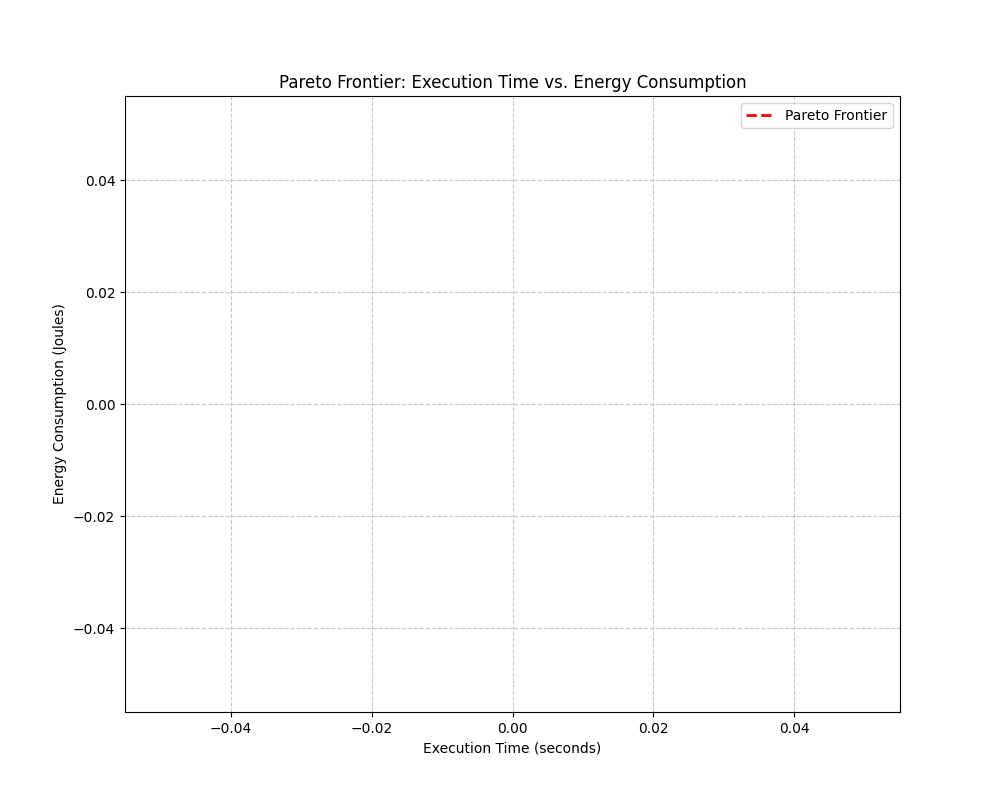 Pareto Frontier: Execution Time vs. Energy Consumption
Pareto Frontier
0.04
0.02
0.00
−0.02
−0.04
Energy Consumption (Joules)
−0.04
−0.02
0.00
0.02
0.04
Execution Time (seconds)